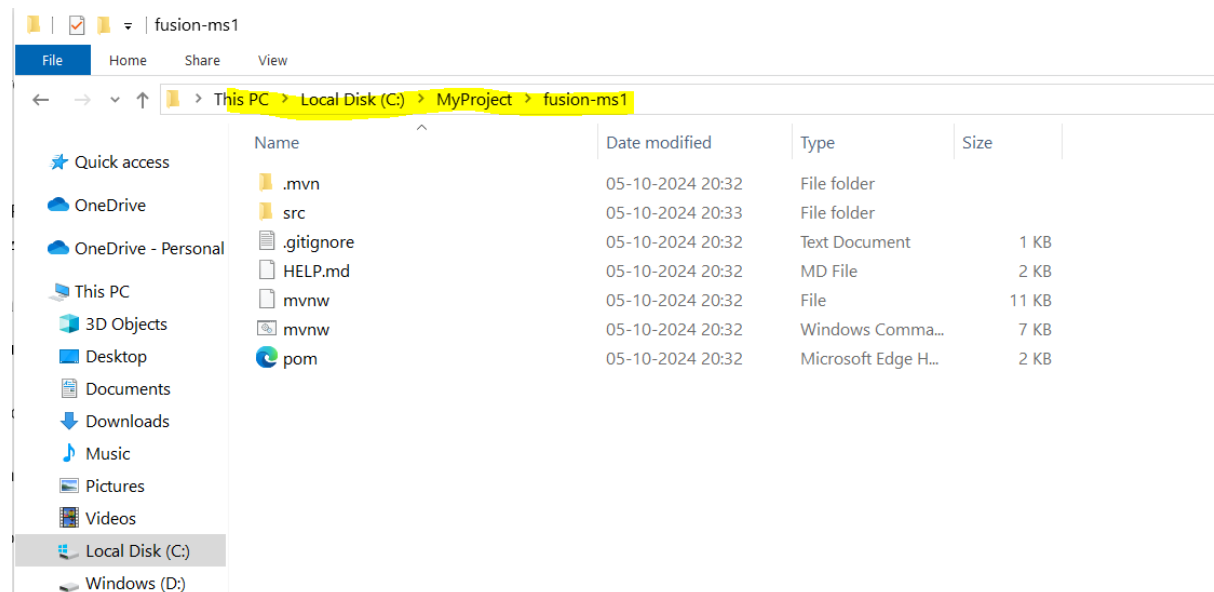 fusion-ms1
File Home Share View
This PC > Local Disk (C:) > MyProject > fusion-ms1
Name Date modified Type Size
Quick access
OneDrive
OneDrive - Personal
This PC
3D Objects
Desktop
Documents
Downloads
Music
Pictures
Videos
Local Disk (C:)
Windows (D:)
.mvn 05-10-2024 20:32 File folder
src 05-10-2024 20:33 File folder
.gitignore 05-10-2024 20:32 Text Document 1 KB
HELP.md 05-10-2024 20:32 MD File 2 KB
mvnw 05-10-2024 20:32 File 11 KB
mvnw 05-10-2024 20:32 Windows Comma... 7 KB
pom 05-10-2024 20:32 Microsoft Edge H... 2 KB